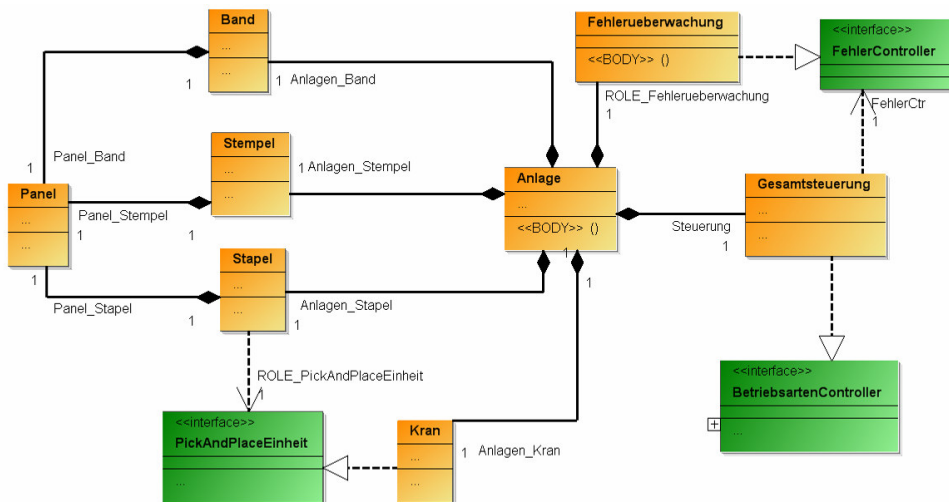 Band
...
...
1
1
Anlagen_Band
Fehlerueberwachung
<<BODY>> ()
ROLE_Fehlerueberwachung
1
<<interface>>
FehlerController
FehlerCtr
1
1
Panel_Band
Stempel
...
1
Anlagen_Stempel
Panel
...
...
Panel_Stempel
1
1
1
Anlage
...
<<BODY>> ()
1
1
Steuerung
1
Gesamtsteuerung
...
...
Stapel
...
...
Panel_Stapel
1
1
Anlagen_Stapel
ROLE_PickAndPlaceEinheit
1
<<interface>>
PickAndPlaceEinheit
...
Kran
...
...
1
Anlagen_Kran
<<interface>>
BetriebsartenController
...